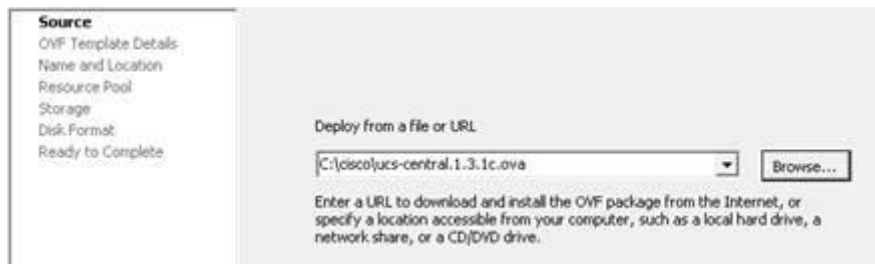 Source
OVF Template Details
Name and Location
Resource Pool
Storage
Disk Format
Ready to Complete
Deploy from a file or URL
C:\cisco\ucs-central.1.3.1c.ova
Browse...
Enter a URL to download and install the OVF package from the Internet, or
specify a location accessible from your computer, such as a local hard drive, a
network share, or a CD/DVD drive.